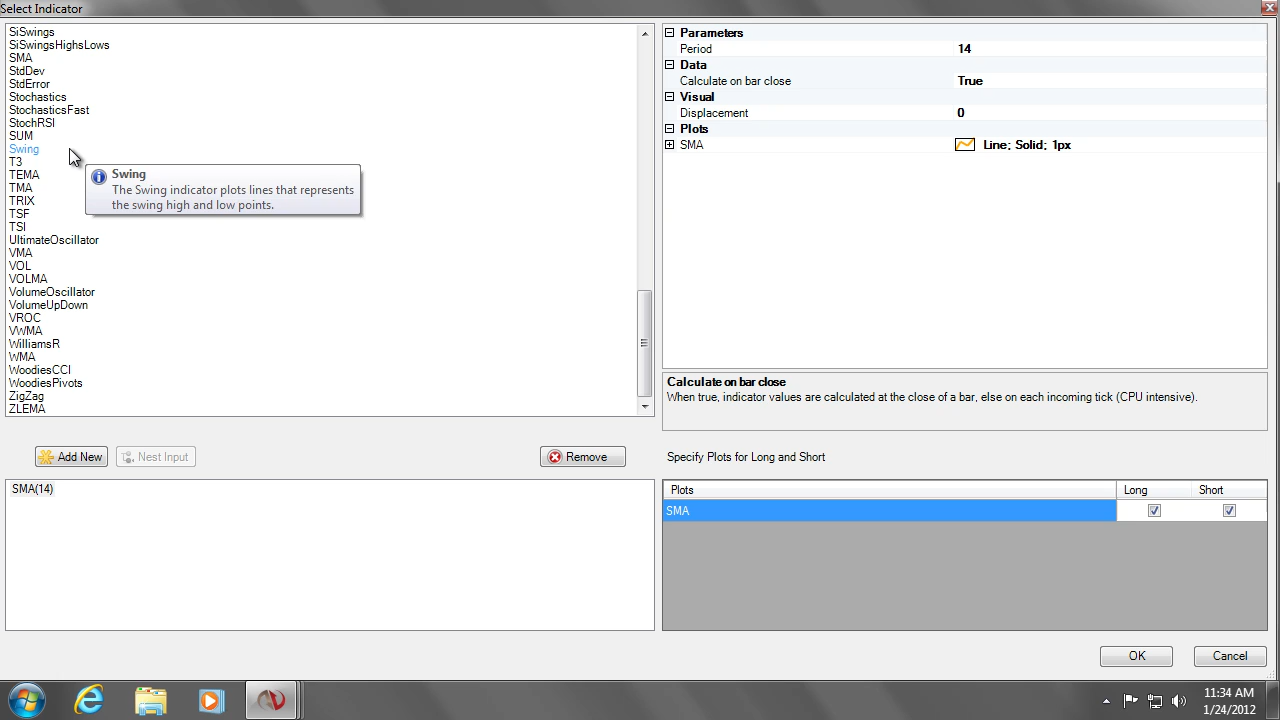 Select Indicator
SiSwings
SiSwingsHighsLows
SMA
StdDev
StdError
Stochastics
StochasticsFast
StochRSI
SUM
Swing
T3
TEMA
TMA
TRIX
TSF
TSI
UltimateOscillator
VMA
VOL
VOLMA
VolumeOscillator
VolumeUpDown
VROC
VWMA
WilliamsR
WMA
WoodiesCCI
WoodiesPivots
ZigZag
ZLEMA
Swing
The Swing indicator plots lines that represents
the swing high and low points.
Parameters
Period 14
Data
Calculate on bar close True
Visual
Displacement 0
Plots
SMA Line; Solid; 1px
Calculate on bar close
When true, indicator values are calculated at the close of a bar, else on each incoming tick (CPU intensive).
Add New Nest Input Remove
SMA(14)
Specify Plots for Long and Short
Plots Long Short
SMA
OK Cancel
11:34 AM
1/24/2012